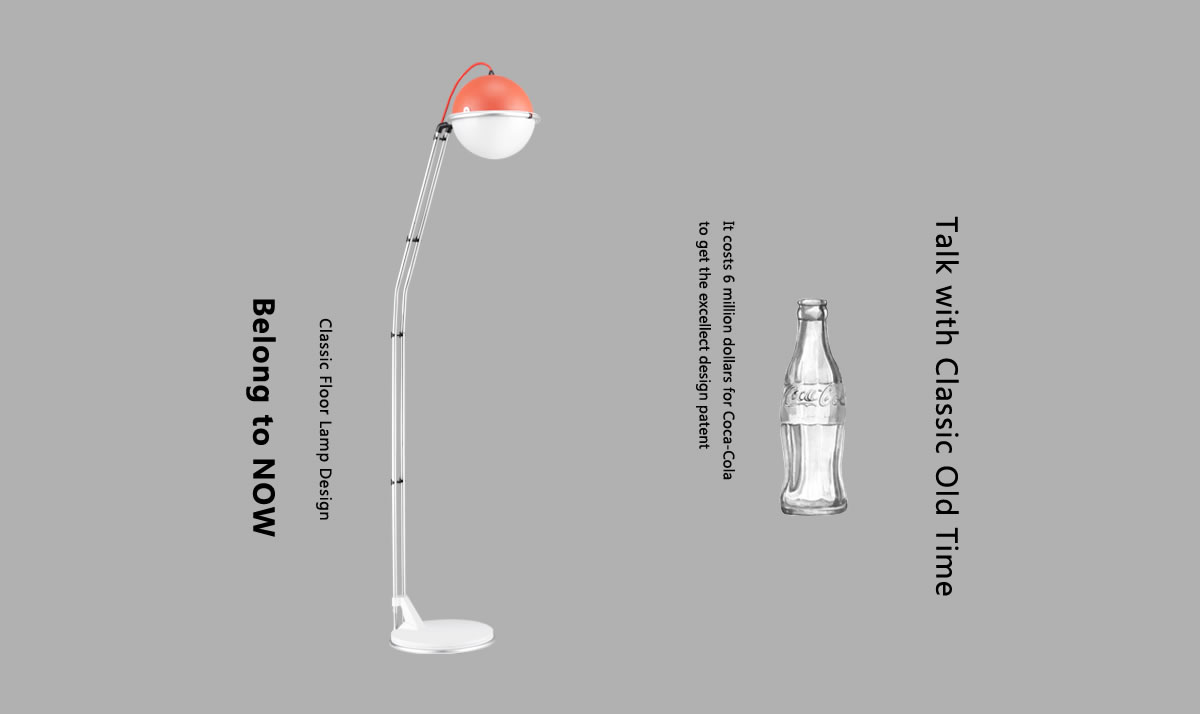 Talk with Classic Old Time
It costs 6 million dollars for Coca-Cola
to get the excellect design patent
Coca-Co
Classic Floor Lamp Design
Belong to NOW